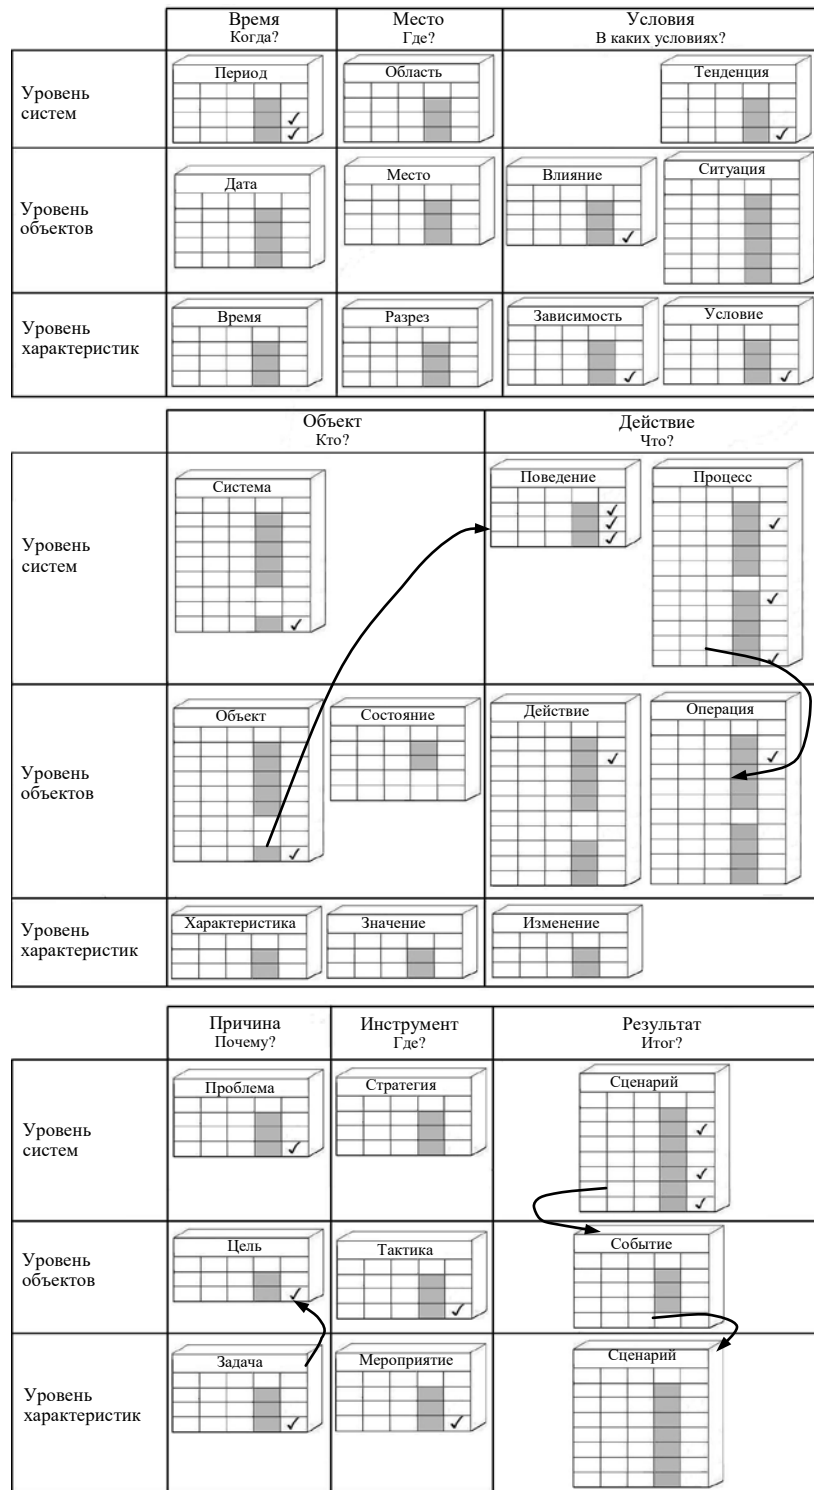 Время
Когда?
Место
Где?
Условия
В каких условиях?
Уровень
систем
Период
Область
Тенденция
Уровень
объектов
Дата
Место
Влияние
Ситуация
Уровень
характеристик
Время
Разрез
Зависимость
Условие
Объект
Кто?
Действие
Что?
Уровень
систем
Система
Поведение
Процесс
Уровень
объектов
Объект
Состояние
Действие
Операция
Уровень
характеристик
Характеристика
Значение
Изменение
Причина
Почему?
Инструмент
Где?
Результат
Итог?
Уровень
систем
Проблема
Стратегия
Сценарий
Уровень
объектов
Цель
Тактика
Событие
Уровень
характеристик
Задача
Мероприятие
Сценарий